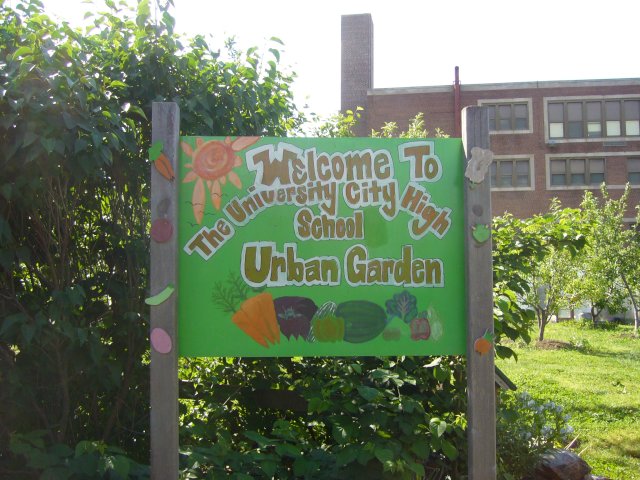 Welcome To
The University City High
School
Urban Garden